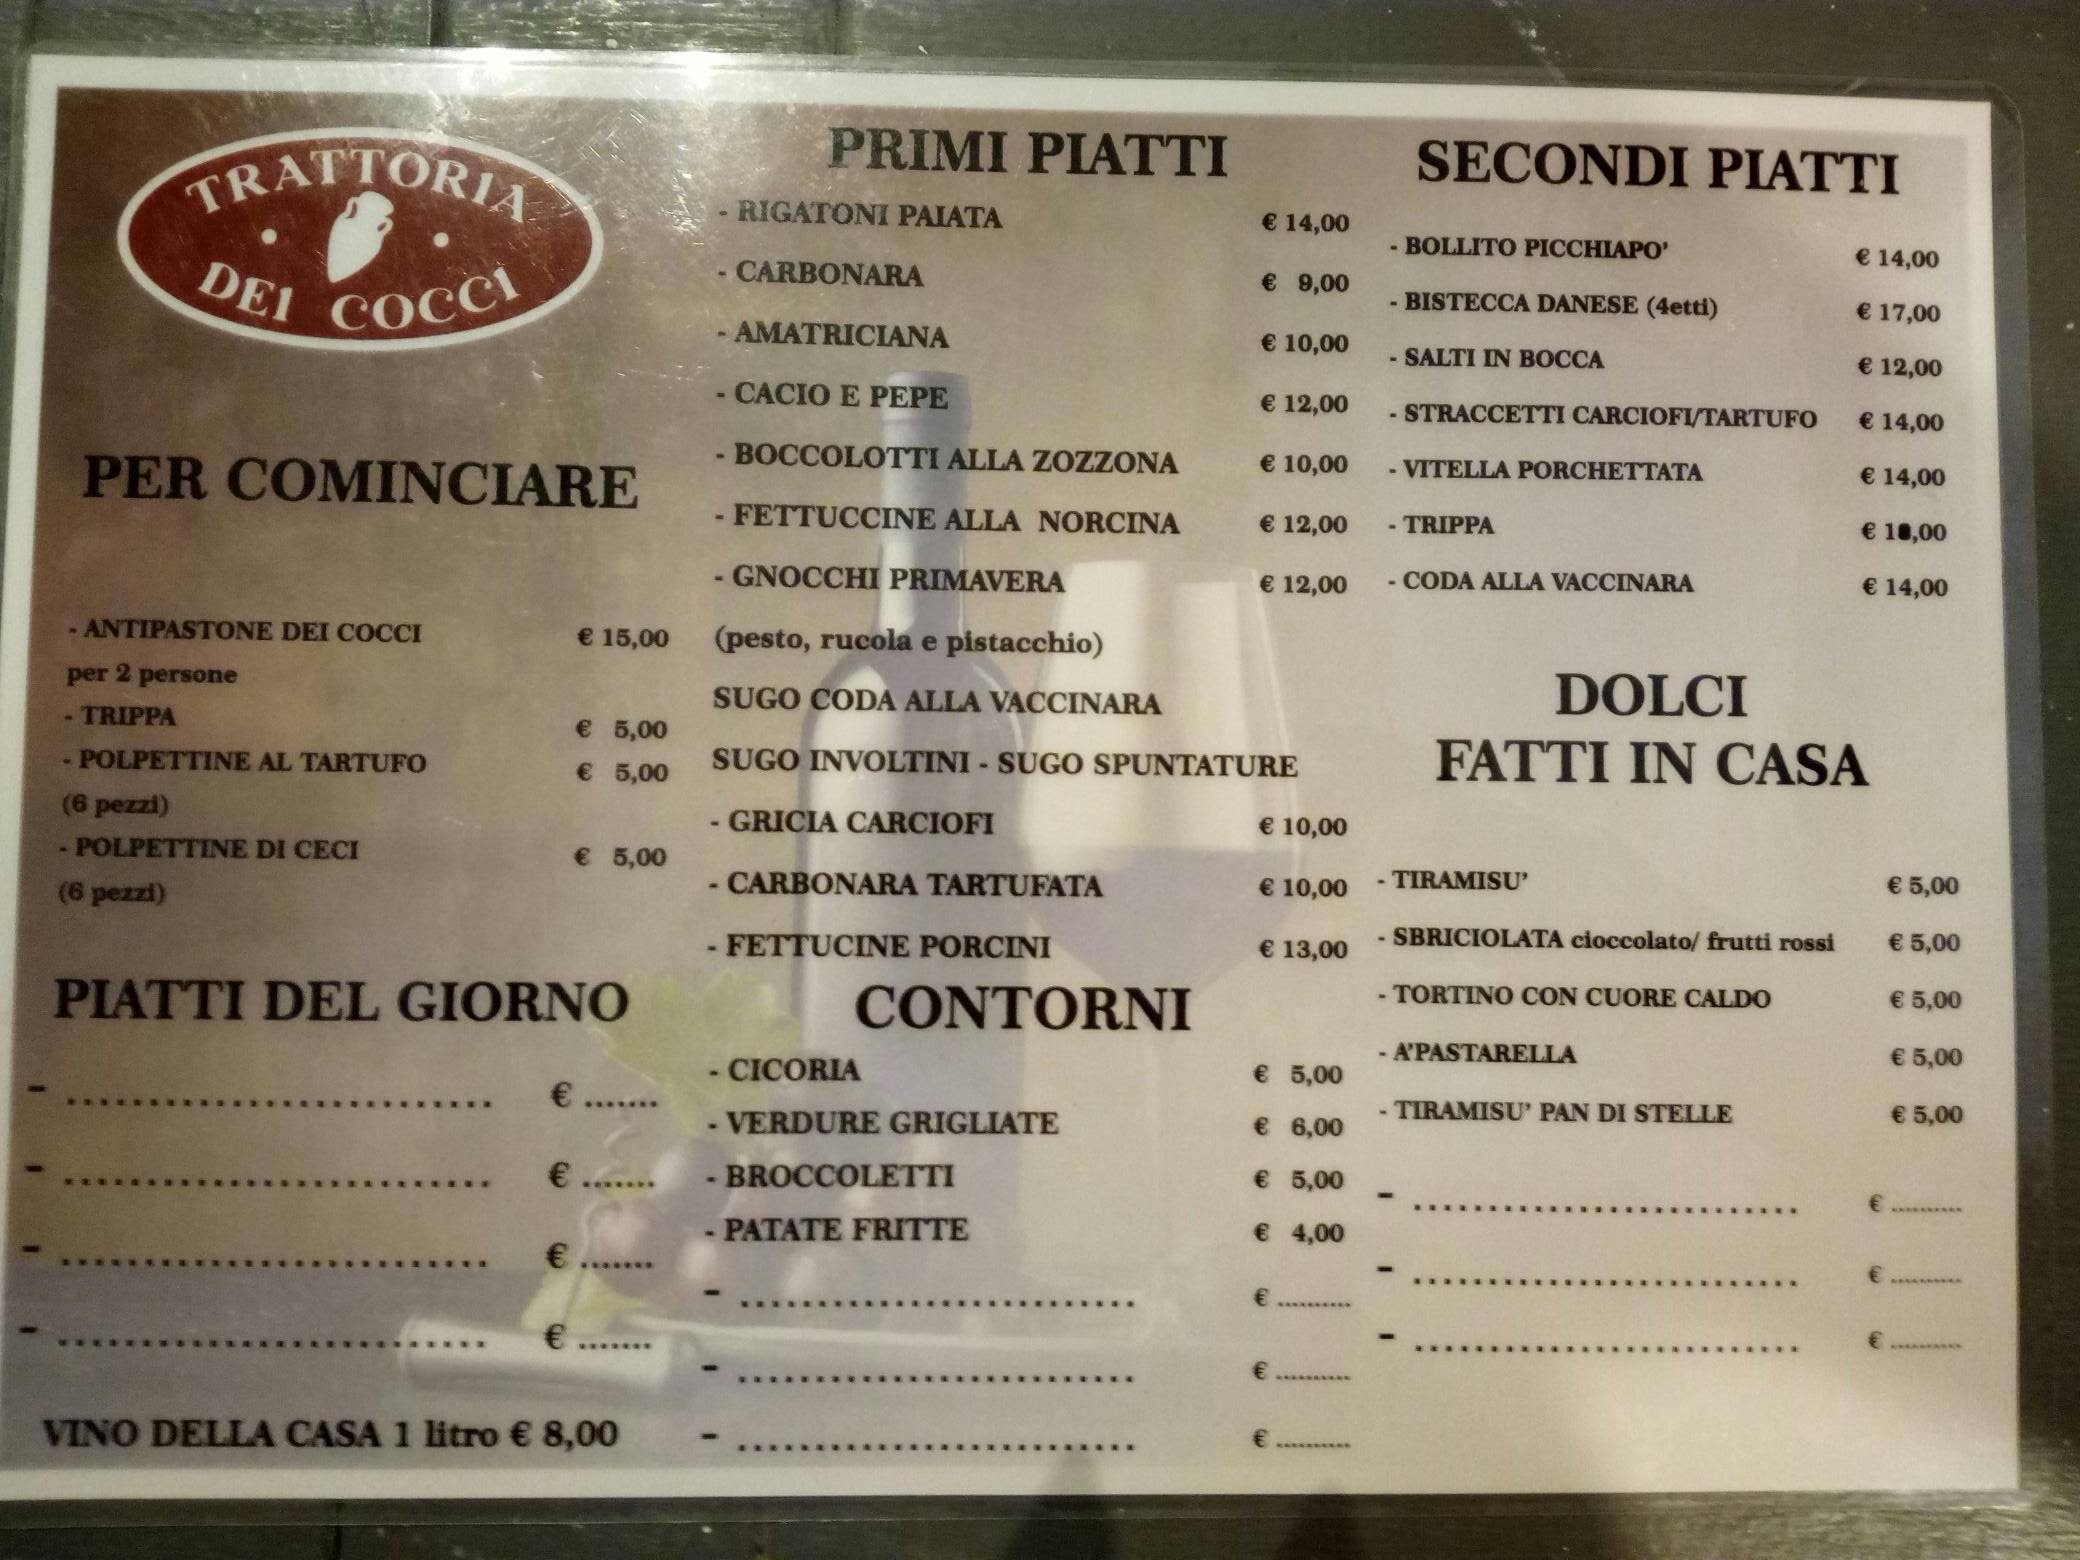 TRATTORIA
DEI COCCI
PER COMINCIARE
- ANTIPASTONE DEI COCCI € 15,00
per 2 persone
- TRIPPA € 5,00
- POLPETTINE AL TARTUFO € 5,00
(6 pezzi)
- POLPETTINE DI CECI € 5,00
(6 pezzi)
PIATTI DEL GIORNO
- .......................... € .......
- .......................... € .......
- .......................... € .......
- .......................... € .......
VINO DELLA CASA 1 litro € 8,00
PRIMI PIATTI
- RIGATONI PAIATA € 14,00
- CARBONARA € 9,00
- AMATRICIANA € 10,00
- CACIO E PEPE € 12,00
- BOCCOLOTTI ALLA ZOZZONA € 10,00
- FETTUCCINE ALLA NORCINA € 12,00
- GNOCCHI PRIMAVERA € 12,00
(pesto, rucola e pistacchio)
SUGO CODA ALLA VACCINARA
SUGO INVOLTINI - SUGO SPUNTATURE
- GRICIA CARCIOFI € 10,00
- CARBONARA TARTUFATA € 10,00
- FETTUCINE PORCINI € 13,00
CONTORNI
- CICORIA € 5,00
- VERDURE GRIGLIATE € 6,00
- BROCCOLETTI € 5,00
- PATATE FRITTE € 4,00
- ........................ € ..........
- ........................ € ..........
- ........................ € ..........
SECONDI PIATTI
- BOLLITO PICCHIAPO' € 14,00
- BISTECCA DANESE (4etti) € 17,00
- SALTI IN BOCCA € 12,00
- STRACCETTI CARCIOFI/TARTUFO € 14,00
- VITELLA PORCHETTATA € 14,00
- TRIPPA €
- CODA ALLA VACCINARA € 14,00
DOLCI
FATTI IN CASA
- TIRAMISU' € 5,00
- SBRICIOLATA cioccolato/ frutti rossi € 5,00
- TORTINO CON CUORE CALDO € 5,00
- A'PASTARELLA € 5,00
- TIRAMISU' PAN DI STELLE € 5,00
- .......................... € ..........
- .......................... € ..........
- .......................... € ..........